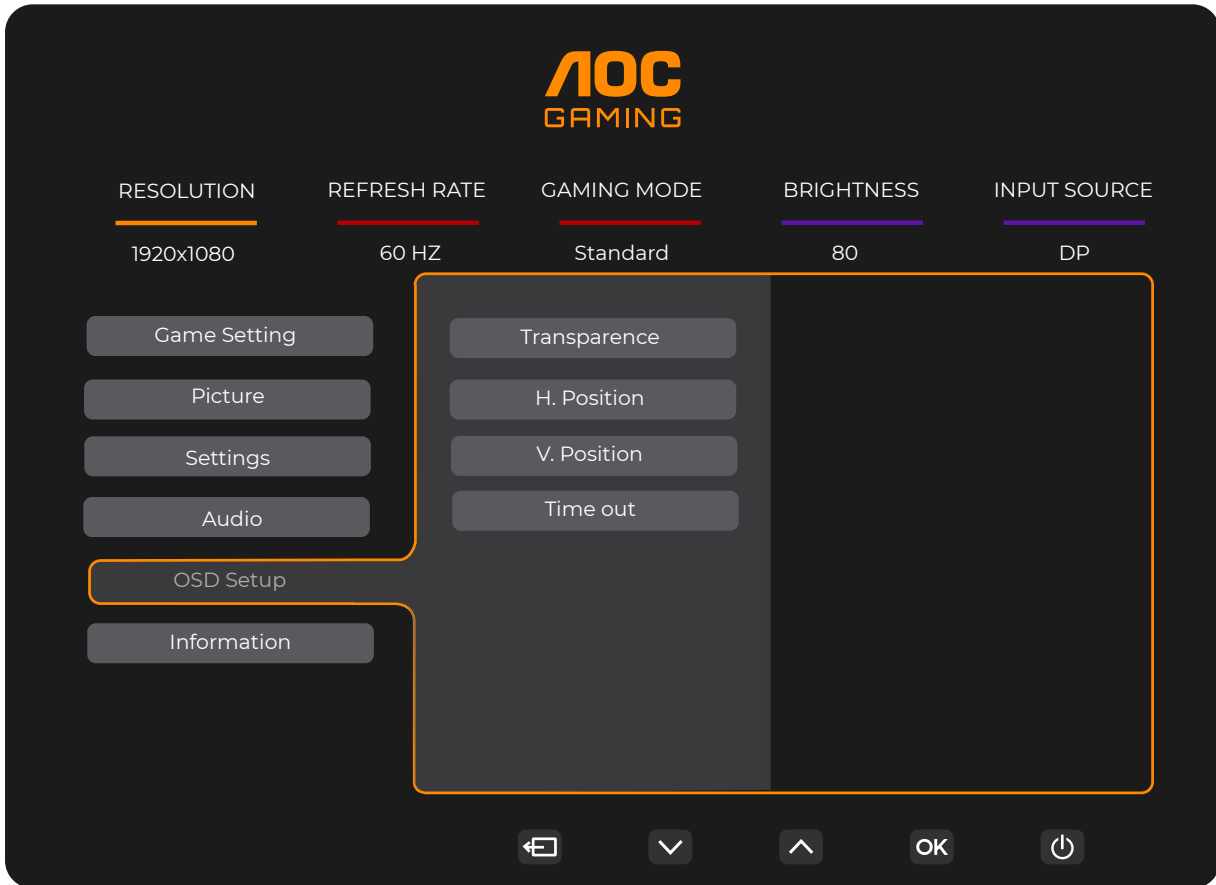 AOC
GAMING
RESOLUTION REFRESH RATE GAMING MODE BRIGHTNESS INPUT SOURCE
1920x1080 60 HZ Standard 80 DP
Game Setting Transparence
Picture H. Position
Settings V. Position
Audio Time out
OSD Setup
Information
OK